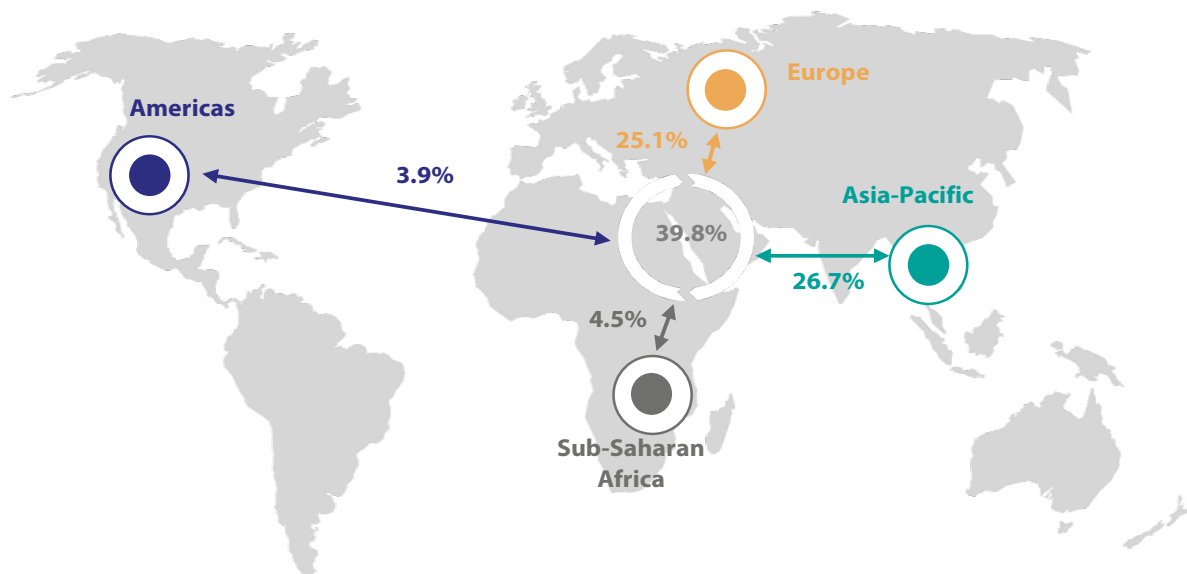 Europe
Americas
25.1%
3.9%
Asia-Pacific
39.8%
26.7%
4.5%
Sub-Saharan
Africa